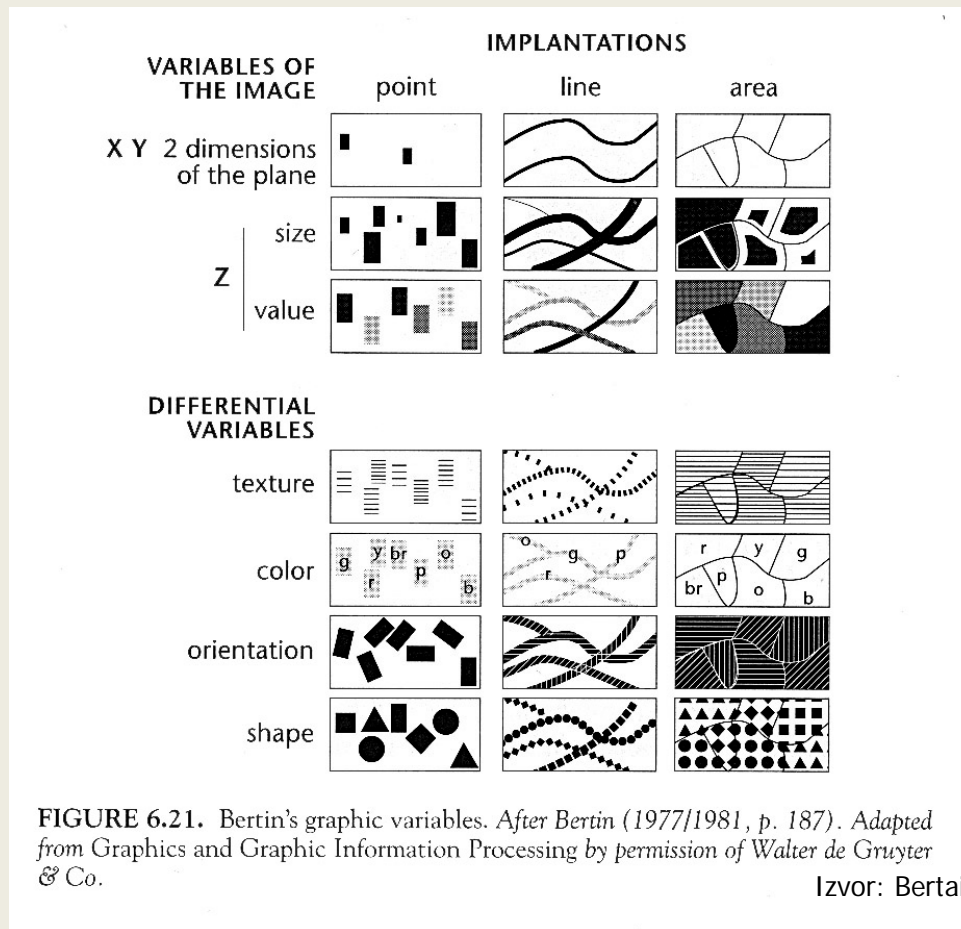 IMPLANTATIONS
VARIABLES OF
THE IMAGE
point line area
X Y 2 dimensions
of the plane
size
Z
value
DIFFERENTIAL
VARIABLES
texture
color
g y br o
r p b
o g p
r
r y g
br p o b
orientation
shape
FIGURE 6.21. Bertin's graphic variables. After Bertin (1977/1981, p. 187). Adapted
from Graphics and Graphic Information Processing by permission of Walter de Gruyter
& Co.
Izvor: Bertai